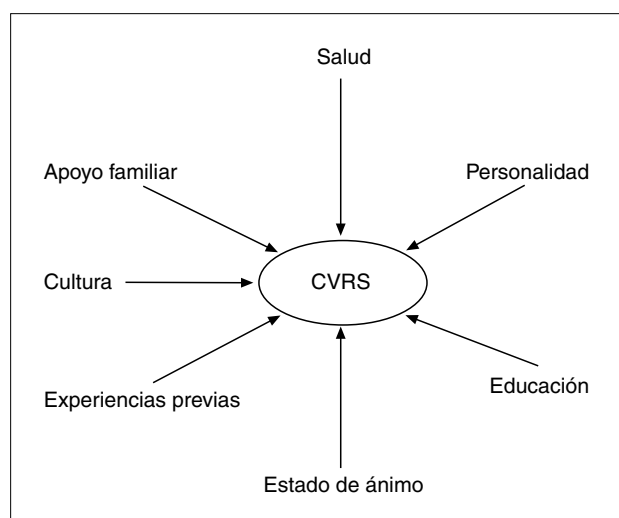 Salud
Apoyo familiar
Personalidad
Cultura
CVRS
Experiencias previas
Educación
Estado de ánimo